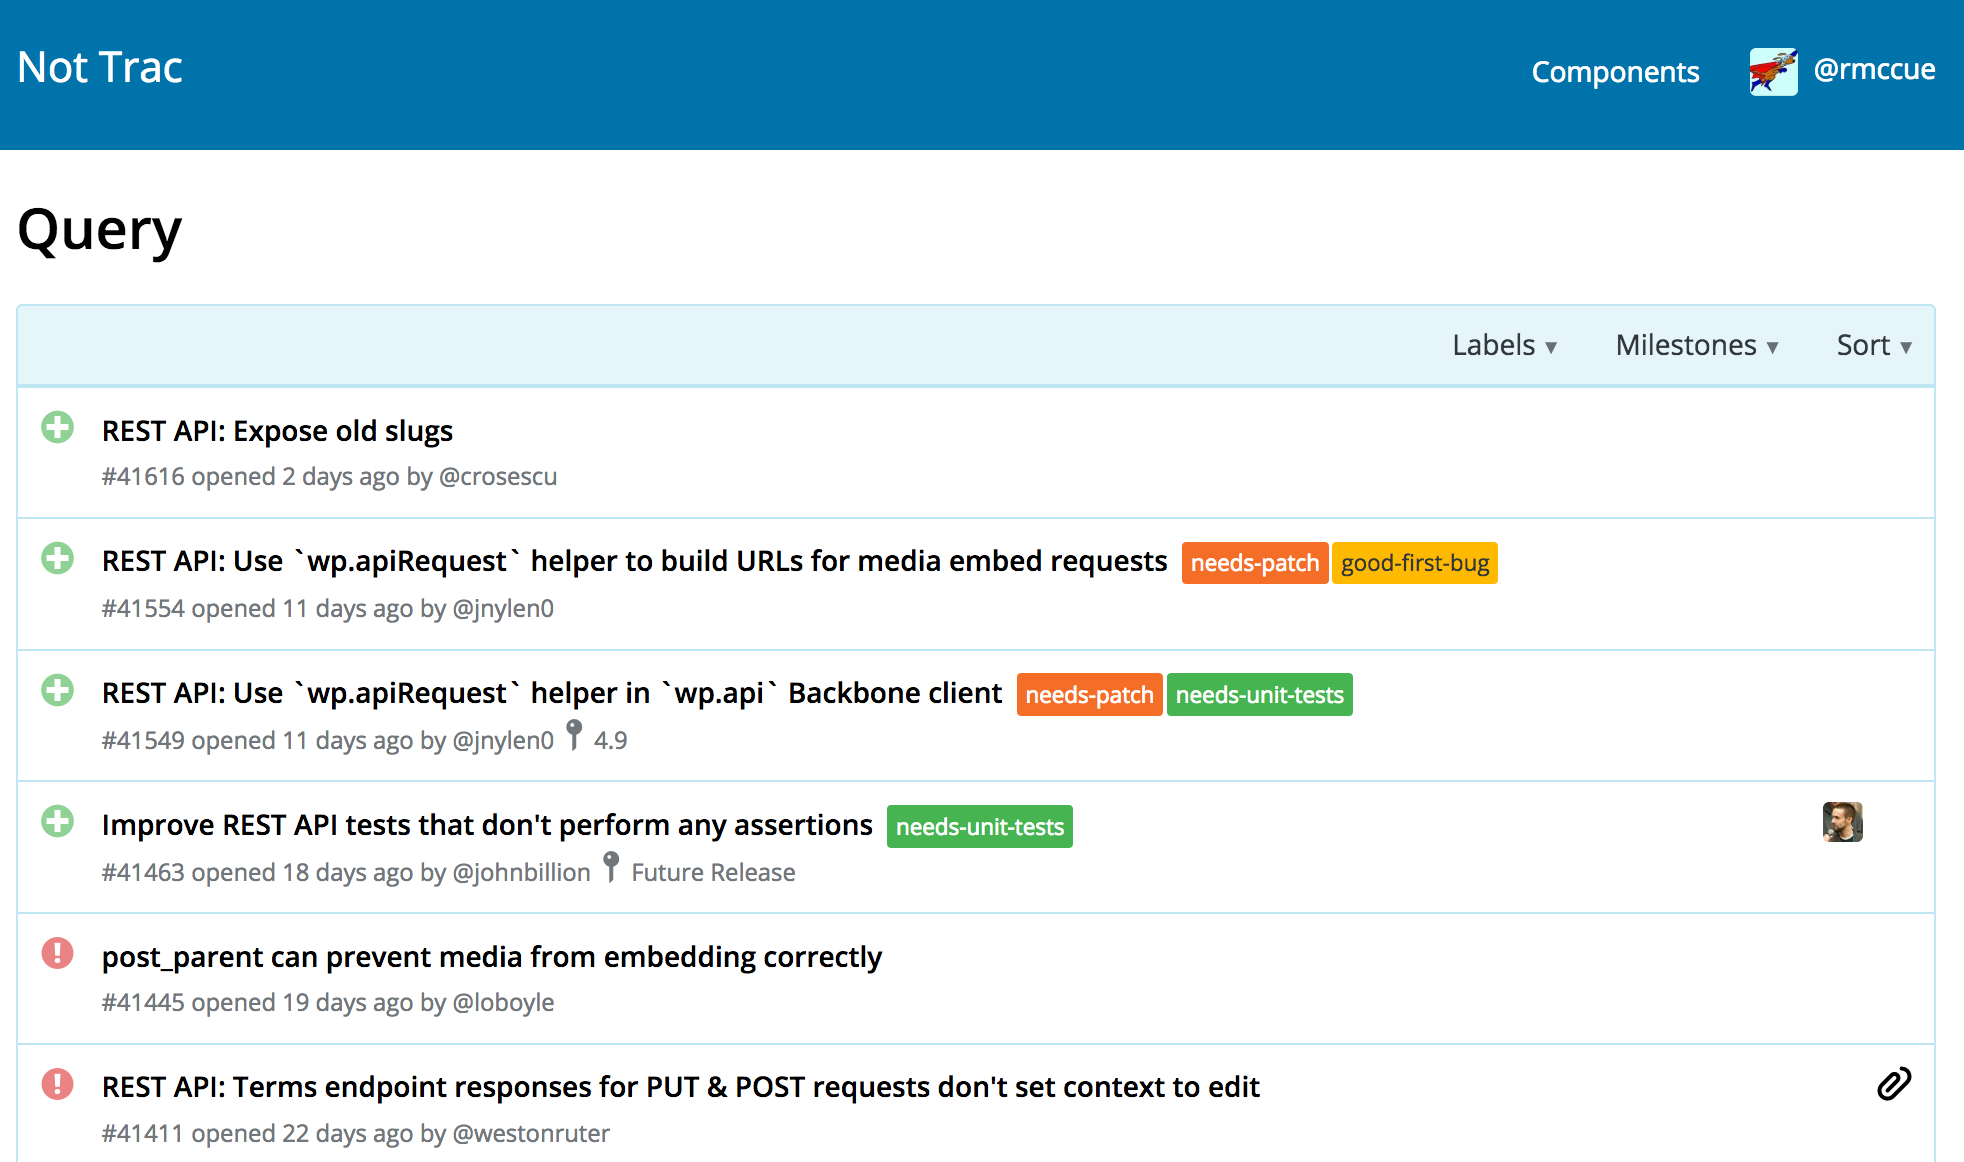 Not Trac
Components
@rmccue
Query
Labels ▾ Milestones ▾ Sort ▾
REST API: Expose old slugs
#41616 opened 2 days ago by @crosescu
REST API: Use `wp.apiRequest` helper to build URLs for media embed requests needs-patch good-first-bug
#41554 opened 11 days ago by @jnylen0
REST API: Use `wp.apiRequest` helper in `wp.api` Backbone client needs-patch needs-unit-tests
#41549 opened 11 days ago by @jnylen0 4.9
Improve REST API tests that don't perform any assertions needs-unit-tests
#41463 opened 18 days ago by @johnbillion Future Release
post_parent can prevent media from embedding correctly
#41445 opened 19 days ago by @loboyle
REST API: Terms endpoint responses for PUT & POST requests don't set context to edit
#41411 opened 22 days ago by @westonruter